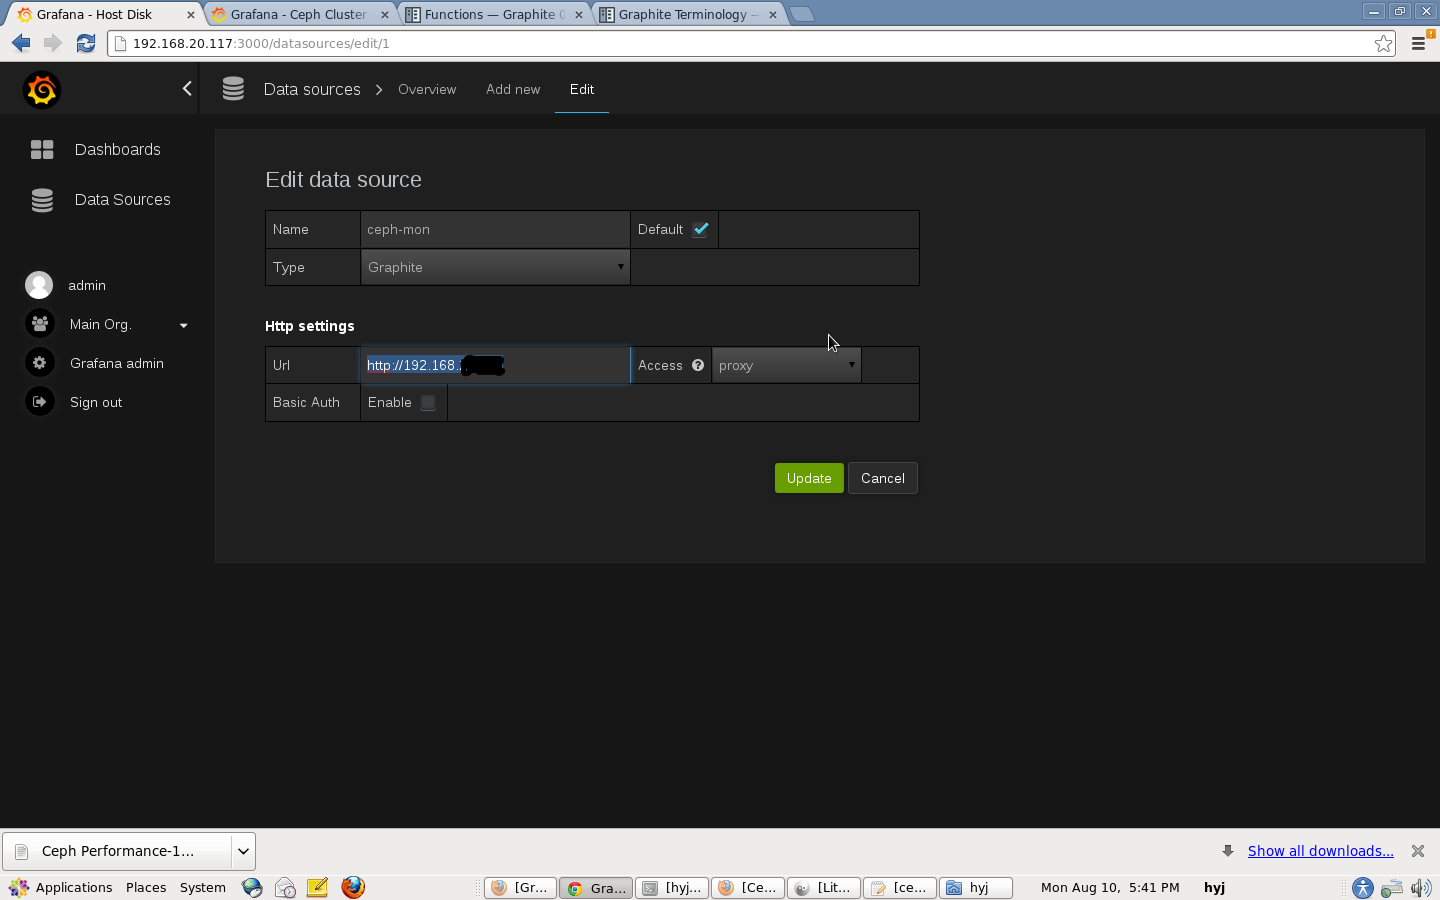 Grafana - Host Disk
Grafana - Ceph Cluster
Functions — Graphite
Graphite Terminology —
192.168.20.117:3000/datasources/edit/1
Data sources
Overview
Add new
Edit
Dashboards
Data Sources
admin
Main Org.
Grafana admin
Sign out
Edit data source
Name
ceph-mon
Default
Type
Graphite
Http settings
Url
http://192.168.
Access
proxy
Basic Auth
Enable
Update
Cancel
Ceph Performance-1...
Show all downloads...
Applications
Places
System
[Gr...
Gra...
[hyj...
[Ce...
[Lit...
[ce...
hyj
Mon Aug 10, 5:41 PM
hyj